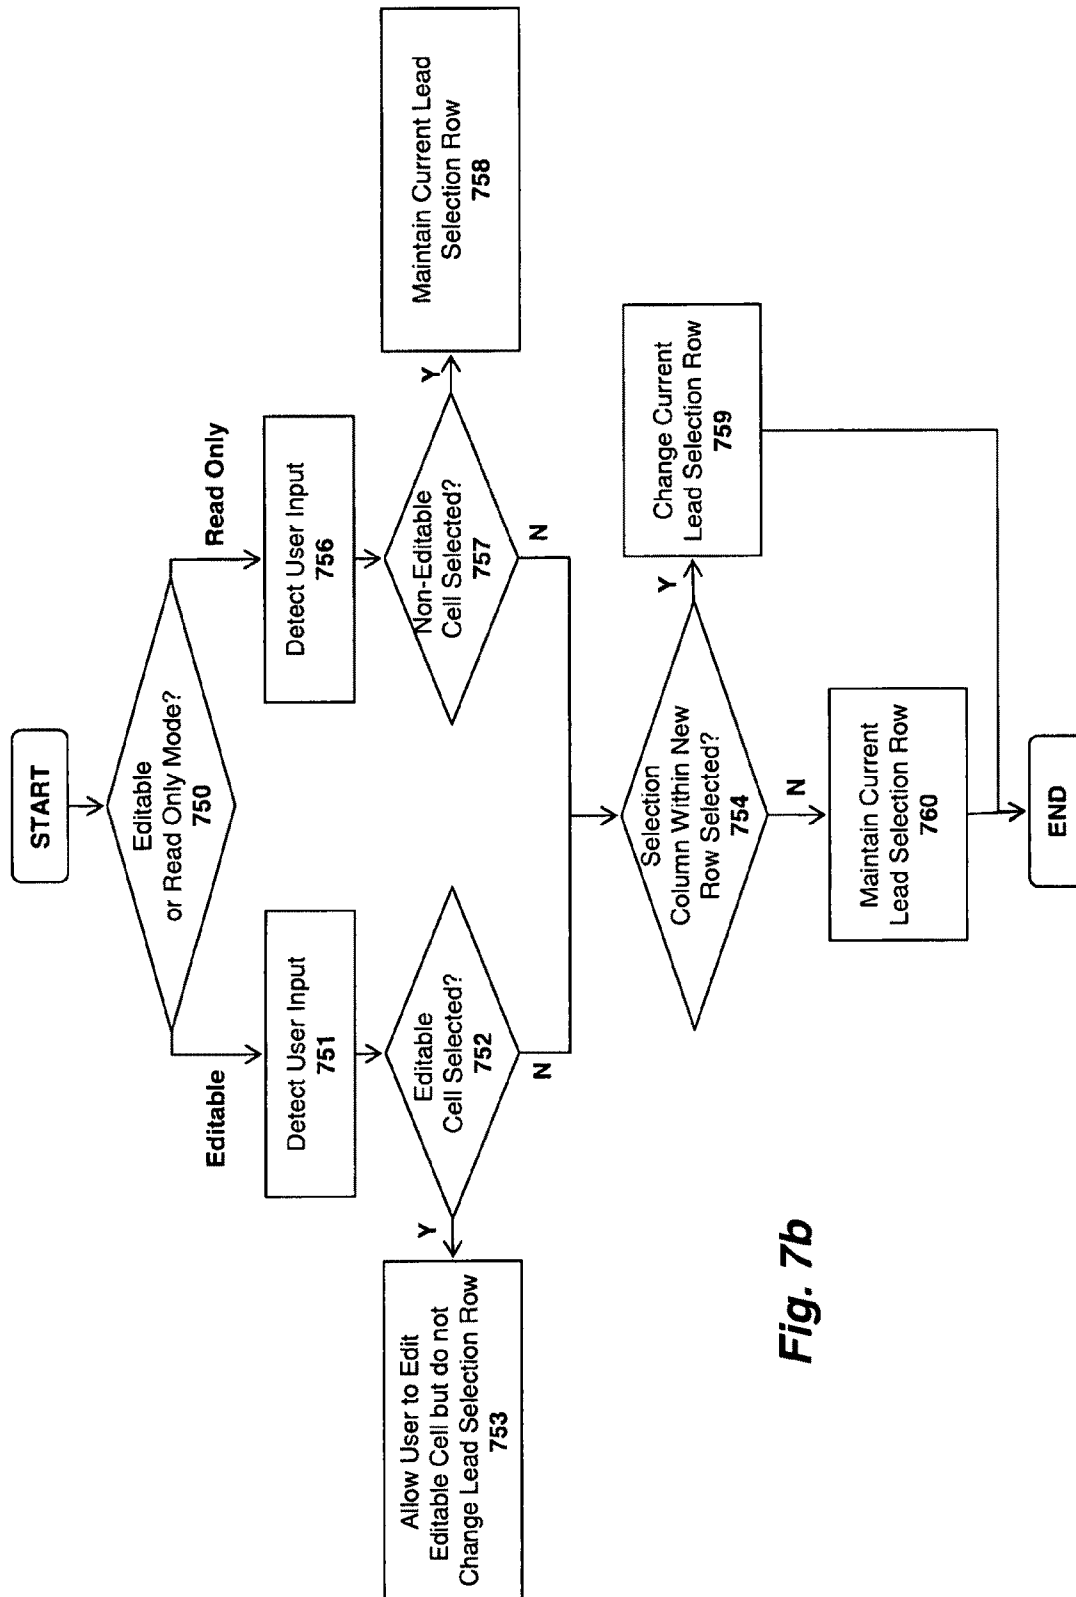 START
Editable
or Read Only Mode?
750
Editable
Read Only
Detect User Input
751
Detect User Input
756
Editable
Cell Selected?
752
Non-Editable
Cell Selected?
757
Y
Y
N
N
Allow User to Edit
Editable Cell but do not
Change Lead Selection Row
753
Maintain Current Lead
Selection Row
758
Selection
Column Within New
Row Selected?
754
Y
N
Change Current
Lead Selection Row
759
Maintain Current
Lead Selection Row
760
END
Fig. 7b